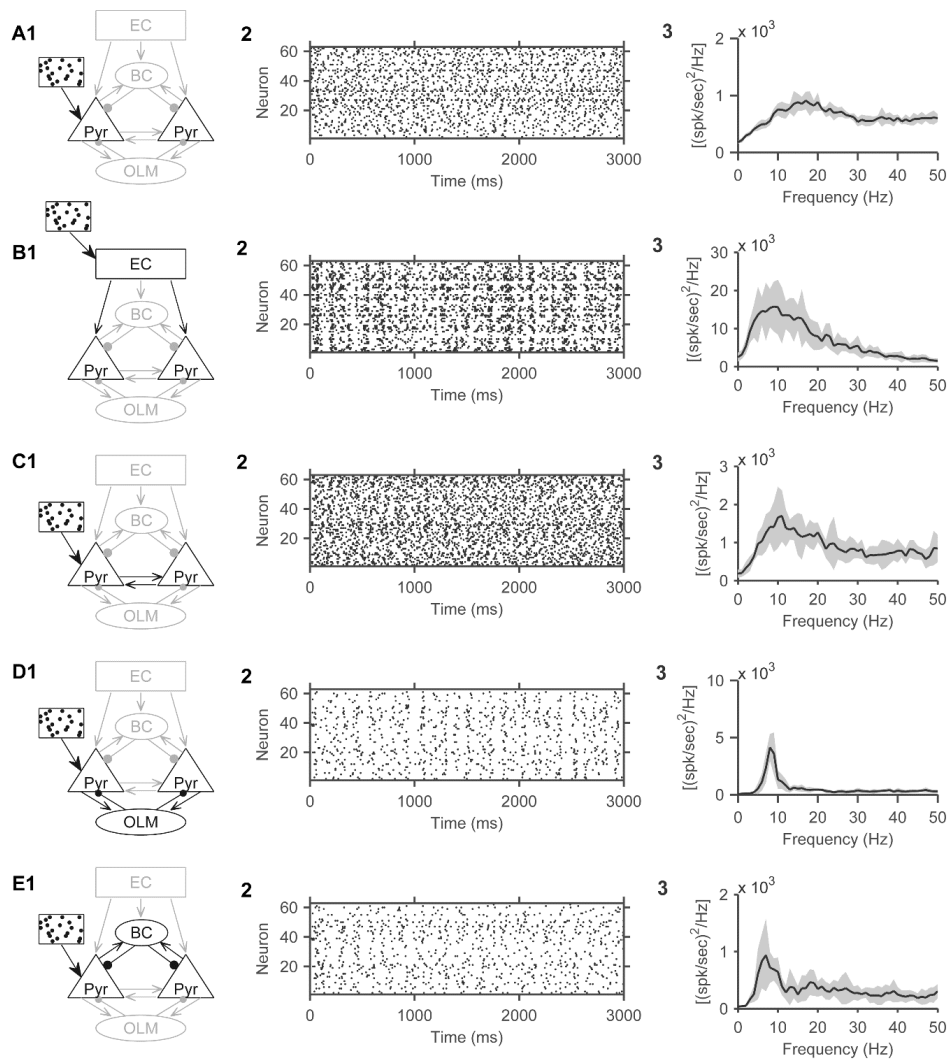 A1
EC
BC
Pyr
Pyr
OLM
2
60
40
20
Neuron
0 1000 2000 3000
Time (ms)
3
x 10³
2
1
0
[(spk/sec)²/Hz]
0 10 20 30 40 50
Frequency (Hz)
B1
EC
BC
Pyr
Pyr
OLM
2
60
40
20
Neuron
0 1000 2000 3000
Time (ms)
3
x 10³
30
20
10
0
[(spk/sec)²/Hz]
0 10 20 30 40 50
Frequency (Hz)
C1
EC
BC
Pyr
Pyr
OLM
2
60
40
20
Neuron
0 1000 2000 3000
Time (ms)
3
x 10³
3
2
1
0
[(spk/sec)²/Hz]
0 10 20 30 40 50
Frequency (Hz)
D1
EC
BC
Pyr
Pyr
OLM
2
60
40
20
Neuron
0 1000 2000 3000
Time (ms)
3
x 10³
10
5
0
[(spk/sec)²/Hz]
0 10 20 30 40 50
Frequency (Hz)
E1
EC
BC
Pyr
Pyr
OLM
2
60
40
20
Neuron
0 1000 2000 3000
Time (ms)
3
x 10³
2
1
0
[(spk/sec)²/Hz]
0 10 20 30 40 50
Frequency (Hz)